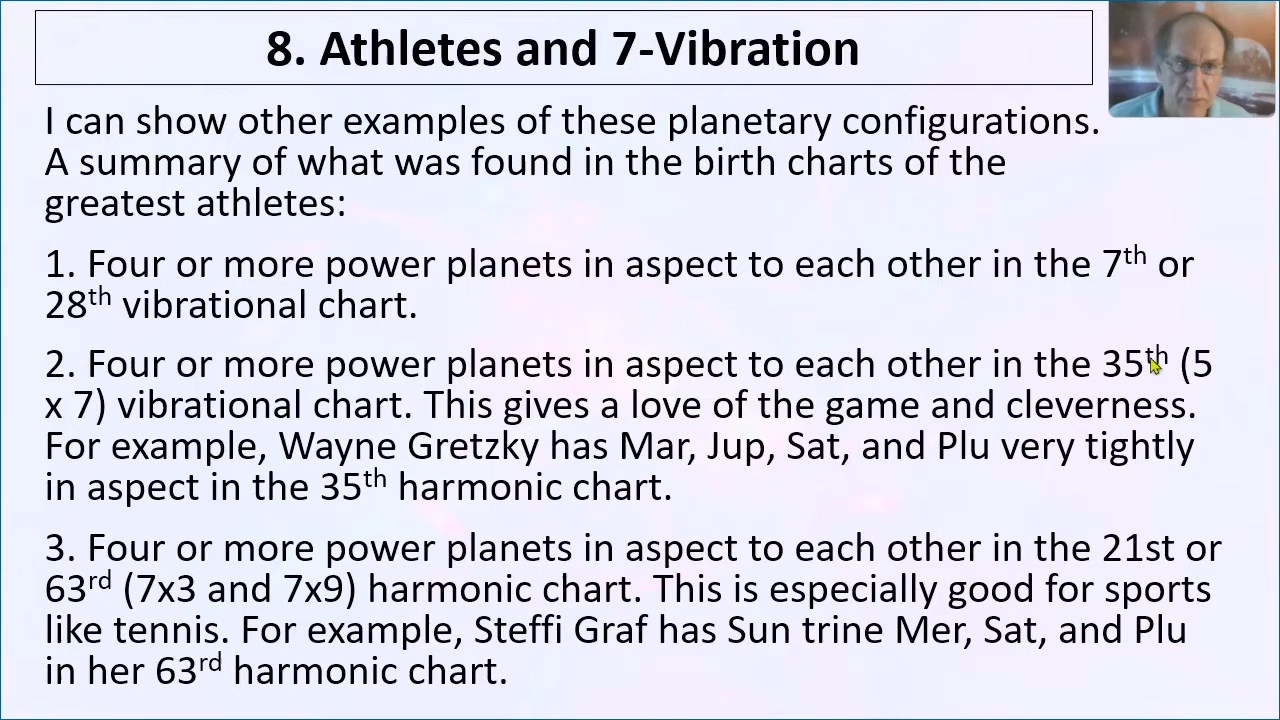 8. Athletes and 7-Vibration
I can show other examples of these planetary configurations.
A summary of what was found in the birth charts of the
greatest athletes:
1. Four or more power planets in aspect to each other in the 7th or
28th vibrational chart.
2. Four or more power planets in aspect to each other in the 35th (5
x 7) vibrational chart. This gives a love of the game and cleverness.
For example, Wayne Gretzky has Mar, Jup, Sat, and Plu very tightly
in aspect in the 35th harmonic chart.
3. Four or more power planets in aspect to each other in the 21st or
63rd (7x3 and 7x9) harmonic chart. This is especially good for sports
like tennis. For example, Steffi Graf has Sun trine Mer, Sat, and Plu
in her 63rd harmonic chart.